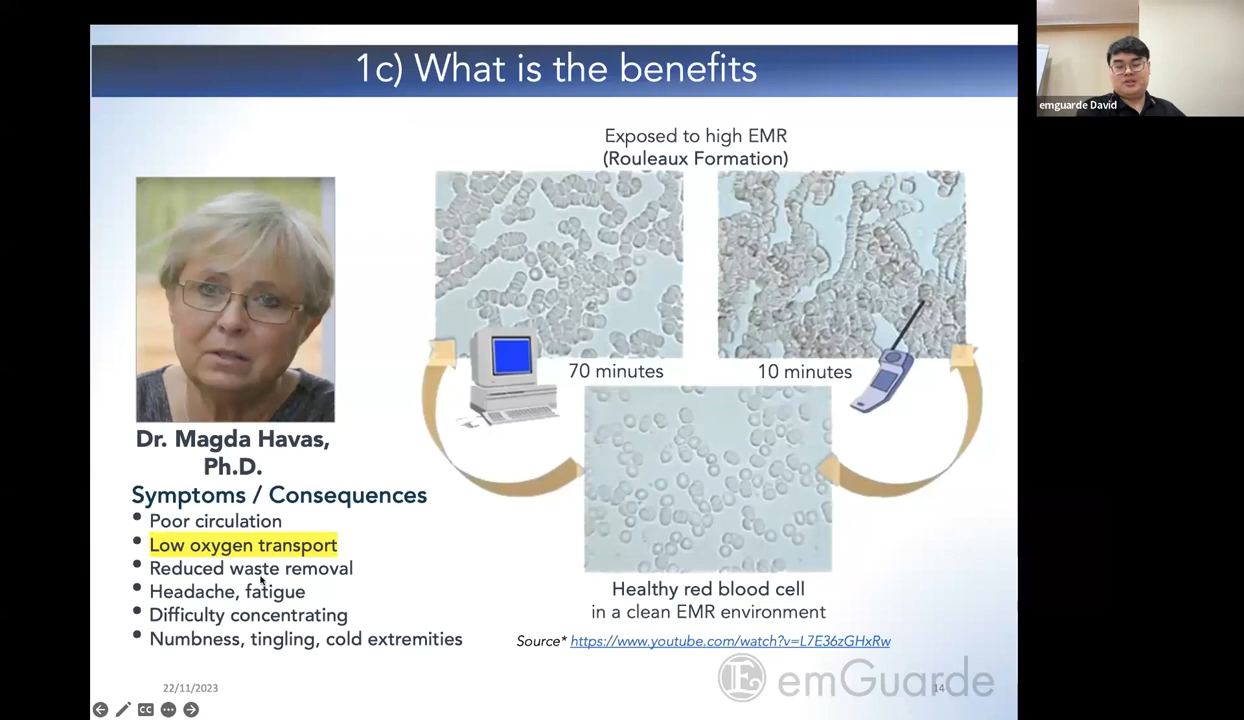 1c) What is the benefits
emguarde David
Exposed to high EMR
(Rouleaux Formation)
70 minutes
10 minutes
Dr. Magda Havas,
Ph.D.
Symptoms / Consequences
• Poor circulation
• Low oxygen transport
• Reduced waste removal
• Headache, fatigue
• Difficulty concentrating
• Numbness, tingling, cold extremities
Healthy red blood cell
in a clean EMR environment
Source* https://www.youtube.com/watch?v=L7E36zGHxRw
22/11/2023
14
emGuarde
CC